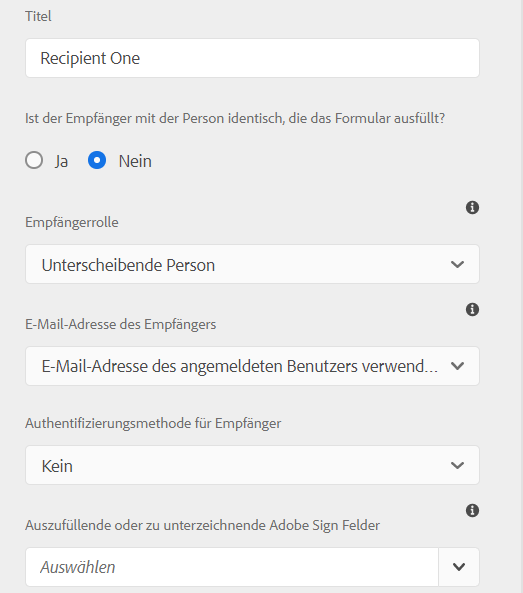 Titel
Recipient One
Ist der Empfänger mit der Person identisch, die das Formular ausfüllt?
Ja Nein
Empfängerrolle
Unterscheibende Person
E-Mail-Adresse des Empfängers
E-Mail-Adresse des angemeldeten Benutzers verwend...
Authentifizierungsmethode für Empfänger
Kein
Auszufüllende oder zu unterzeichnende Adobe Sign Felder
Auswählen